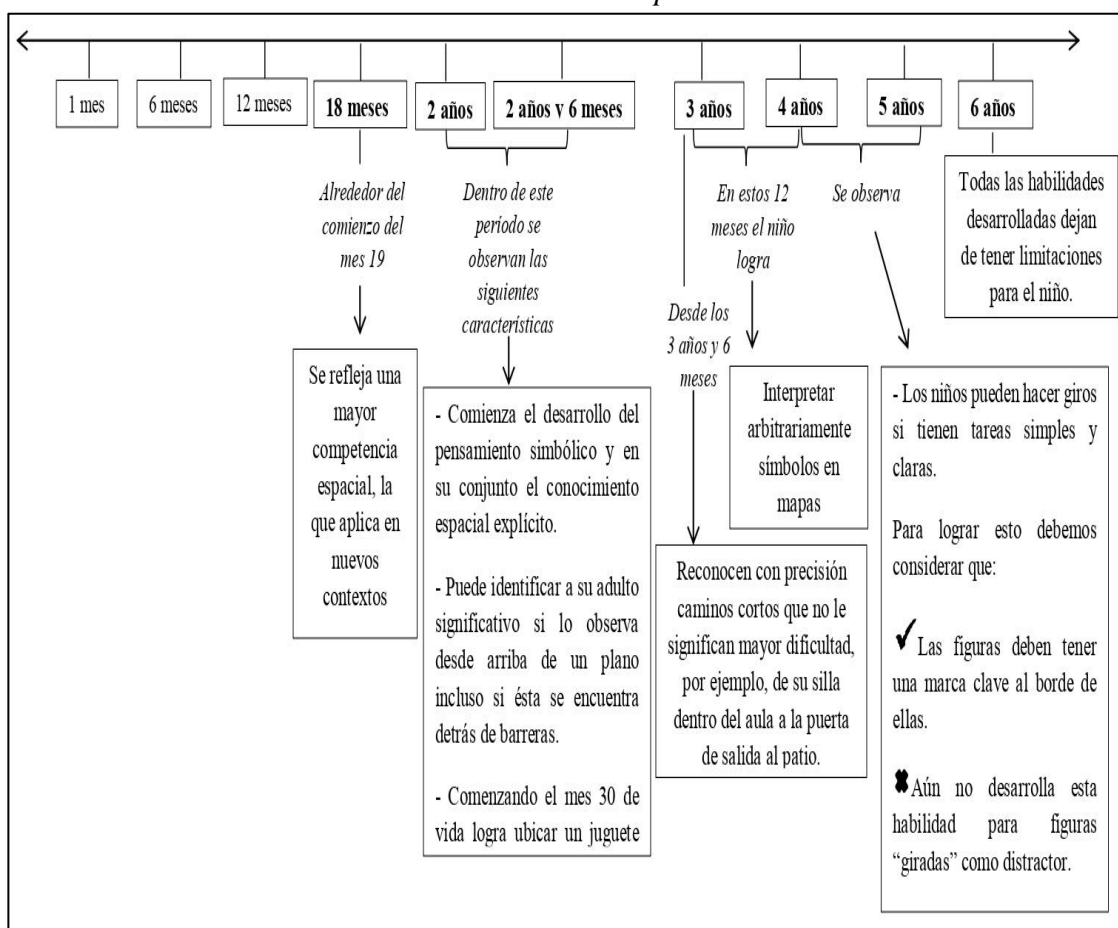 1 mes
6 meses
12 meses
18 meses
2 años
2 años y 6 meses
3 años
4 años
5 años
6 años
Alrededor del
comienzo del
mes 19
Se refleja una
mayor
competencia
espacial, la
que aplica en
nuevos
contextos
Dentro de este
período se
observan las
siguientes
características
- Comienza el desarrollo del
pensamiento simbólico y en
su conjunto el conocimiento
espacial explícito.
- Puede identificar a su adulto
significativo si lo observa
desde arriba de un plano
incluso si ésta se encuentra
detrás de barreras.
- Comenzando el mes 30 de
vida logra ubicar un juguete
Desde los
3 años y 6
meses
Reconocen con precisión
caminos cortos que no le
significan mayor dificultad,
por ejemplo, de su silla
dentro del aula a la puerta
de salida al patio.
En estos 12
meses el niño
logra
Interpretar
arbitrariamente
símbolos en
mapas
Se observa
- Los niños pueden hacer giros
si tienen tareas simples y
claras.
Para lograr esto debemos
considerar que:
✓ Las figuras deben tener
una marca clave al borde de
ellas.
✖ Aún no desarrolla esta
habilidad para figuras
“giradas” como distractor.
Todas las habilidades
desarrolladas dejan
de tener limitaciones
para el niño.